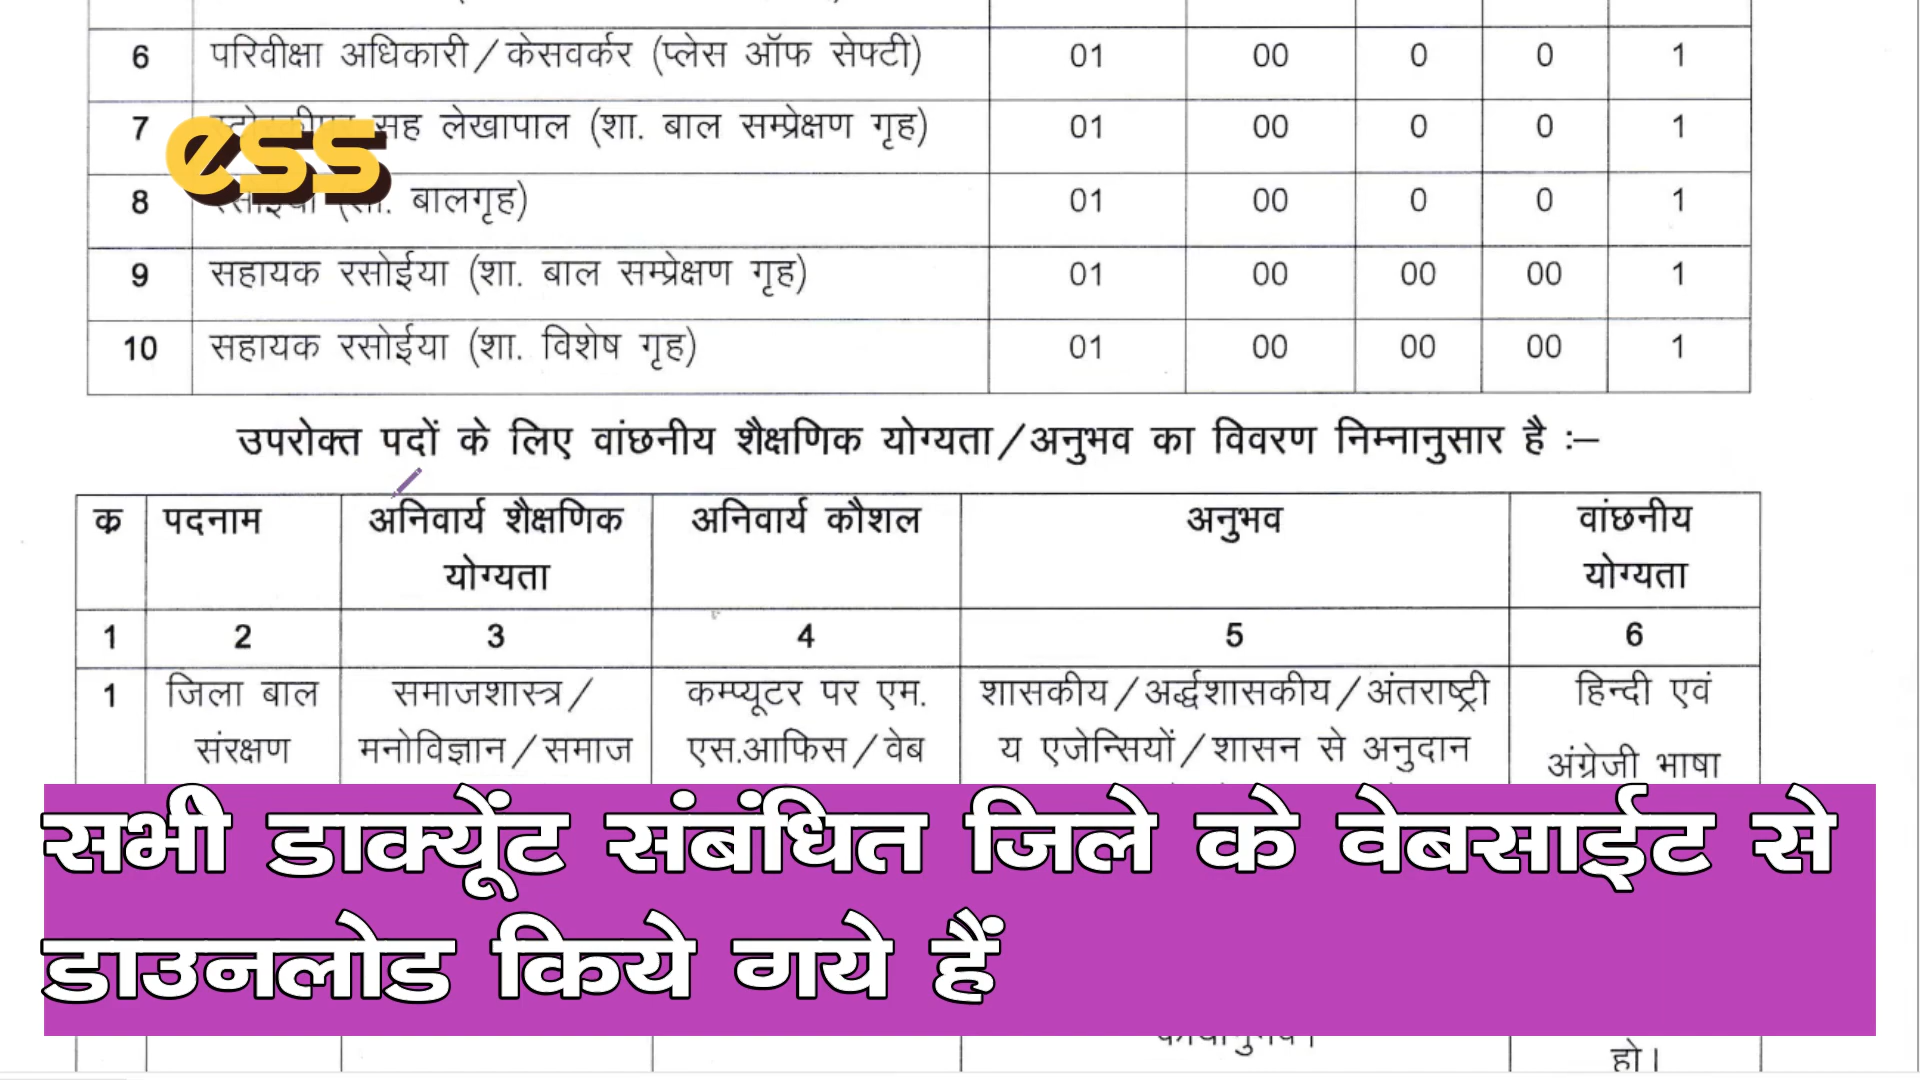 6 परिवीक्षा अधिकारी/केसवर्कर (प्लेस ऑफ सेफ्टी) 01 00 0 0 1
7 सह लेखापाल (शा. बाल सम्प्रेक्षण गृह) 01 00 0 0 1
ess
8 बालगृह) 01 00 0 0 1
9 सहायक रसोईया (शा. बाल सम्प्रेक्षण गृह) 01 00 00 00 1
10 सहायक रसोईया (शा. विशेष गृह) 01 00 00 00 1
उपरोक्त पदों के लिए वांछनीय शैक्षणिक योग्यता/अनुभव का विवरण निम्नानुसार है :–
क्र पदनाम अनिवार्य शैक्षणिक अनिवार्य कौशल अनुभव वांछनीय
योग्यता योग्यता
1 2 3 4 5 6
1 जिला बाल समाजशास्त्र/ कम्प्यूटर पर एम. शासकीय/अर्द्धशासकीय/अंतराष्ट्री हिन्दी एवं
संरक्षण मनोविज्ञान/समाज एस.आफिस/वेब य एजेन्सियों/शासन से अनुदान अंग्रेजी भाषा
सभी डाक्यूेंट संबंधित जिले के वेबसाईट से
डाउनलोड किये गये हैं
हो।